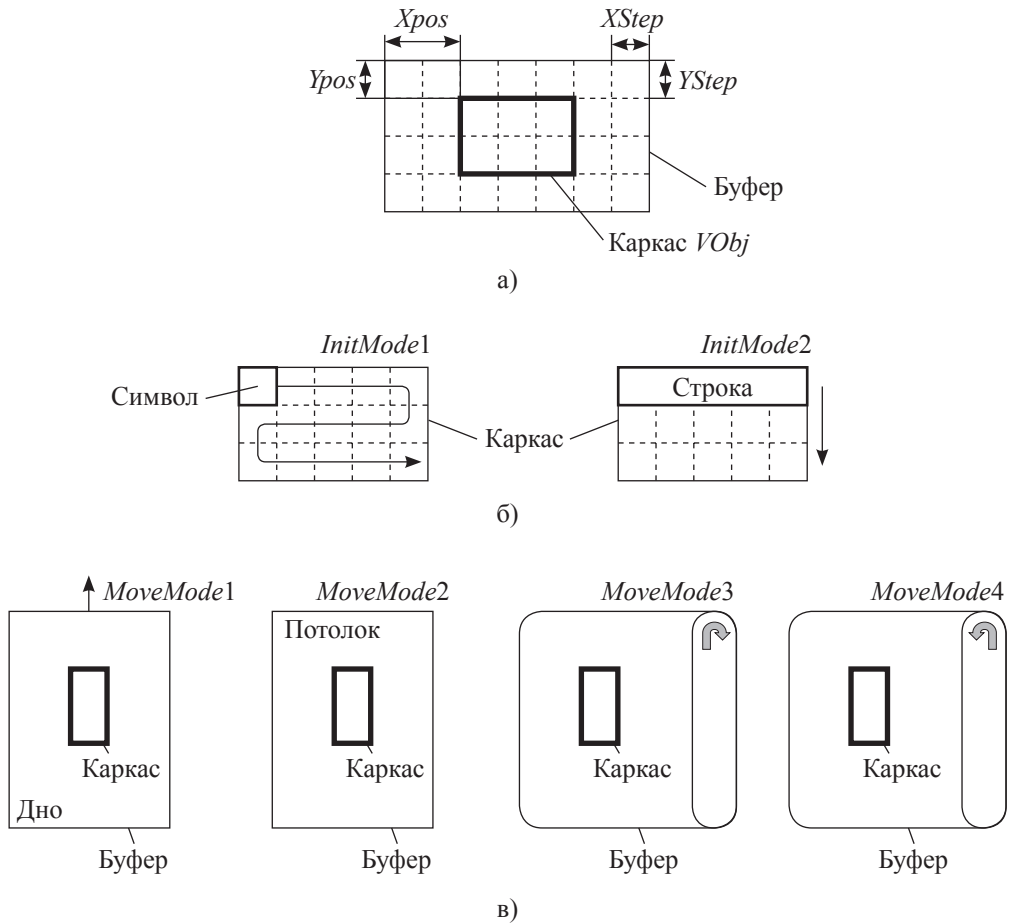 Xpos XStep
Ypos YStep
Буфер
Каркас VObj
а)
InitMode1 InitMode2
Символ Строка
Каркас
б)
MoveMode1 MoveMode2 MoveMode3 MoveMode4
Потолок
Каркас Каркас Каркас Каркас
Дно
Буфер Буфер Буфер Буфер
в)